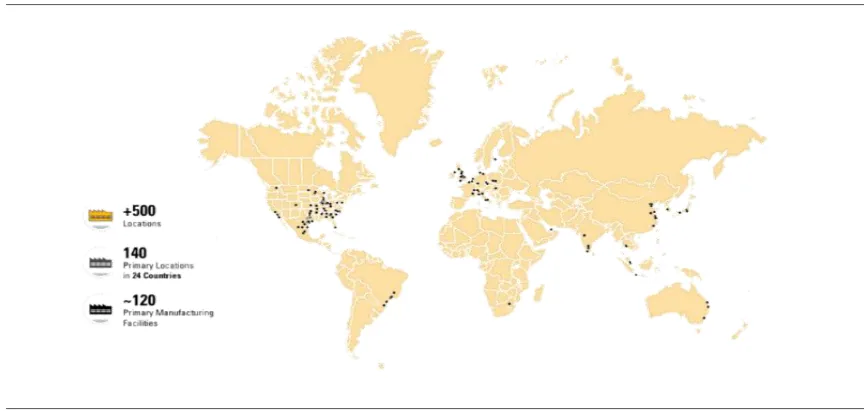 +500
Locations
140
Primary Locations
in 24 Countries
~120
Primary Manufacturing
Facilities